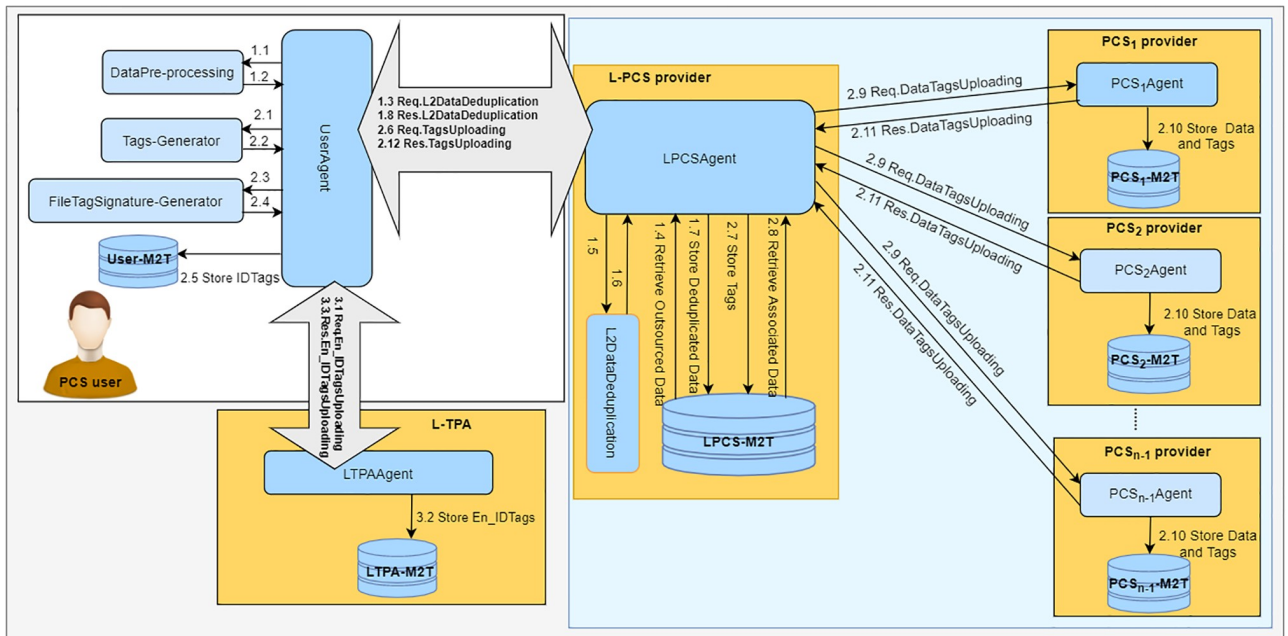 1.1
DataPre-processing
1.2
2.1
Tags-Generator
2.2
2.3
FileTagSignature-Generator
2.4
User-M2T
2.5 Store IDTags
PCS user
UserAgent
1.3 Req.L2DataDeduplication
1.8 Res.L2DataDeduplication
2.6 Req.TagsUploading
2.12 Res.TagsUploading
3.1 Req.En_IDTagsUploading
3.3.Res.En_IDTagsUploading
L-TPA
LTPAAgent
3.2 Store En_IDTags
LTPA-M2T
L-PCS provider
LPCSAgent
1.5
1.6
1.4 Retrieve Outsourced Data
1.7 Store Deduplicated Data
2.7 Store Tags
2.8 Retrieve Associated Data
L2DataDeduplication
LPCS-M2T
2.9 Req.DataTagsUploading
2.11 Res.DataTagsUploading
2.9 Req.DataTagsUploading
2.11 Res.DataTagsUploading
2.9 Req.DataTagsUploading
2.11 Res.DataTagsUploading
PCS1 provider
PCS1Agent
2.10 Store Data
and Tags
PCS1-M2T
PCS2 provider
PCS2Agent
2.10 Store Data
and Tags
PCS2-M2T
PCSn-1 provider
PCSn-1Agent
2.10 Store Data
and Tags
PCSn-1-M2T